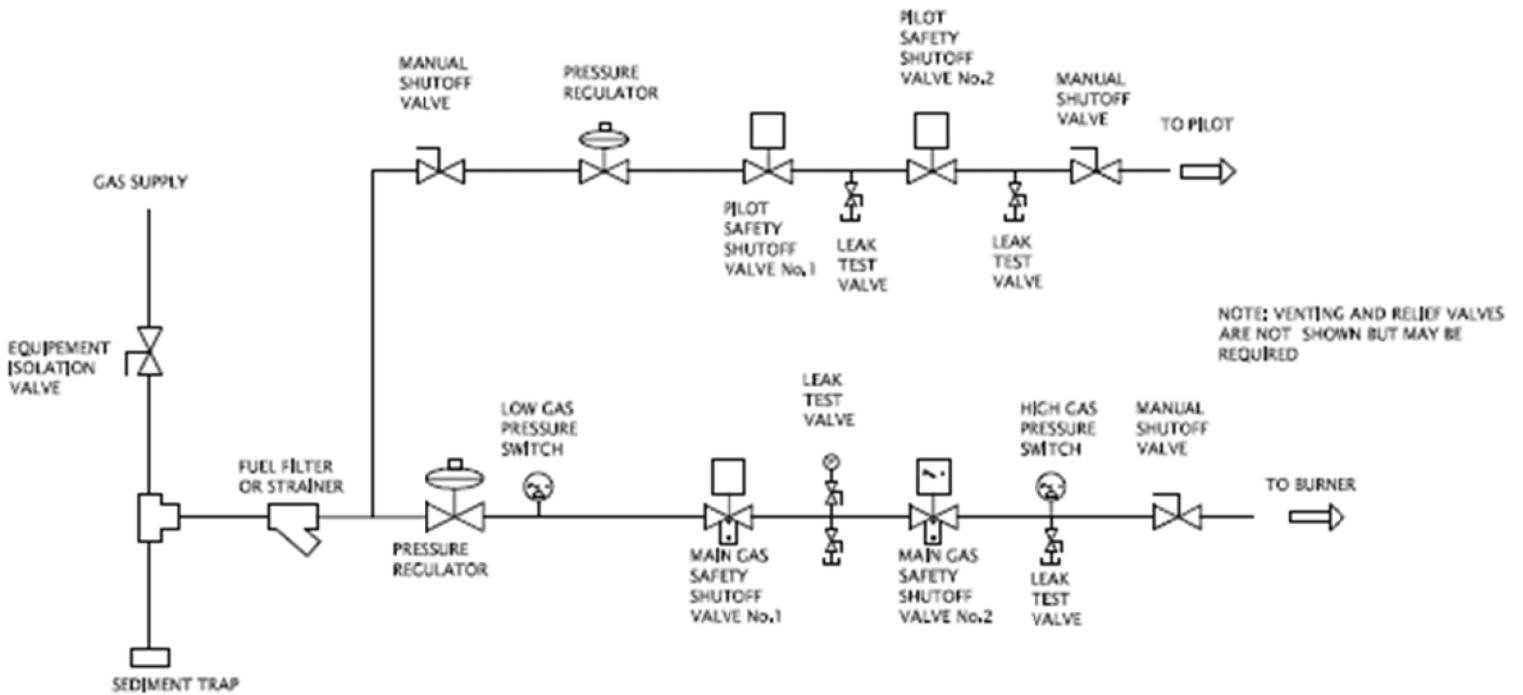 PILOT
SAFETY
SHUTOFF
VALVE No.2
MANUAL
SHUTOFF
VALVE
PRESSURE
REGULATOR
MANUAL
SHUTOFF
VALVE
TO PILOT
GAS SUPPLY
PILOT
SAFETY
SHUTOFF
VALVE No.1
LEAK
TEST
VALVE
LEAK
TEST
VALVE
NOTE: VENTING AND RELIEF VALVES
ARE NOT SHOWN BUT MAY BE
REQUIRED
EQUIPEMENT
ISOLATION
VALVE
LEAK
TEST
VALVE
LOW GAS
PRESSURE
SWITCH
HIGH GAS
PRESSURE
SWITCH
MANUAL
SHUTOFF
VALVE
FUEL FILTER
OR STRAINER
TO BURNER
PRESSURE
REGULATOR
MAIN GAS
SAFETY
SHUTOFF
VALVE No.1
MAIN GAS
SAFETY
SHUTOFF
VALVE No.2
LEAK
TEST
VALVE
SEDIMENT TRAP